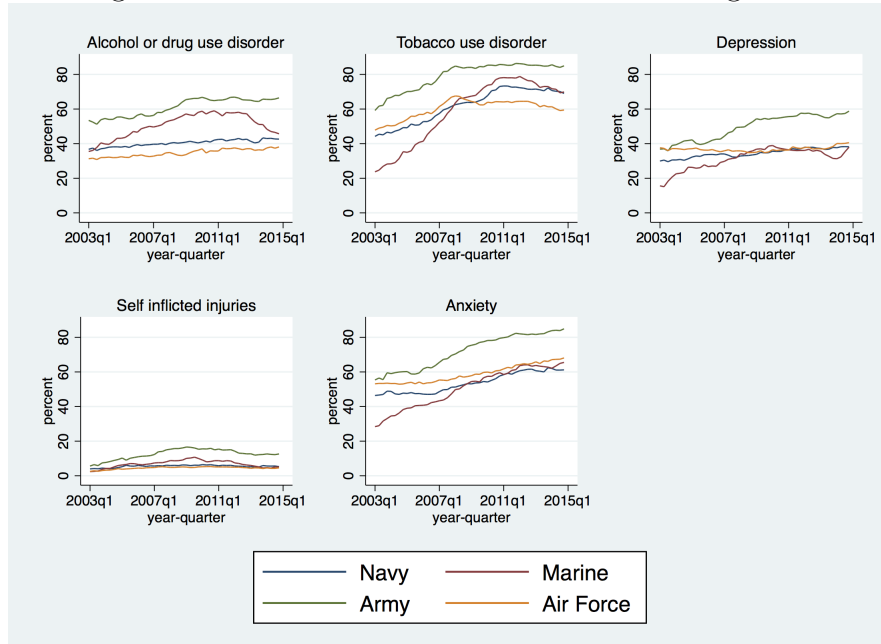 Alcohol or drug use disorder
percent
80
60
40
20
0
2003q1 2007q1 2011q1 2015q1
year-quarter
Tobacco use disorder
percent
80
60
40
20
0
2003q1 2007q1 2011q1 2015q1
year-quarter
Depression
percent
80
60
40
20
0
2003q1 2007q1 2011q1 2015q1
year-quarter
Self inflicted injuries
percent
80
60
40
20
0
2003q1 2007q1 2011q1 2015q1
year-quarter
Anxiety
percent
80
60
40
20
0
2003q1 2007q1 2011q1 2015q1
year-quarter
Navy Marine
Army Air Force